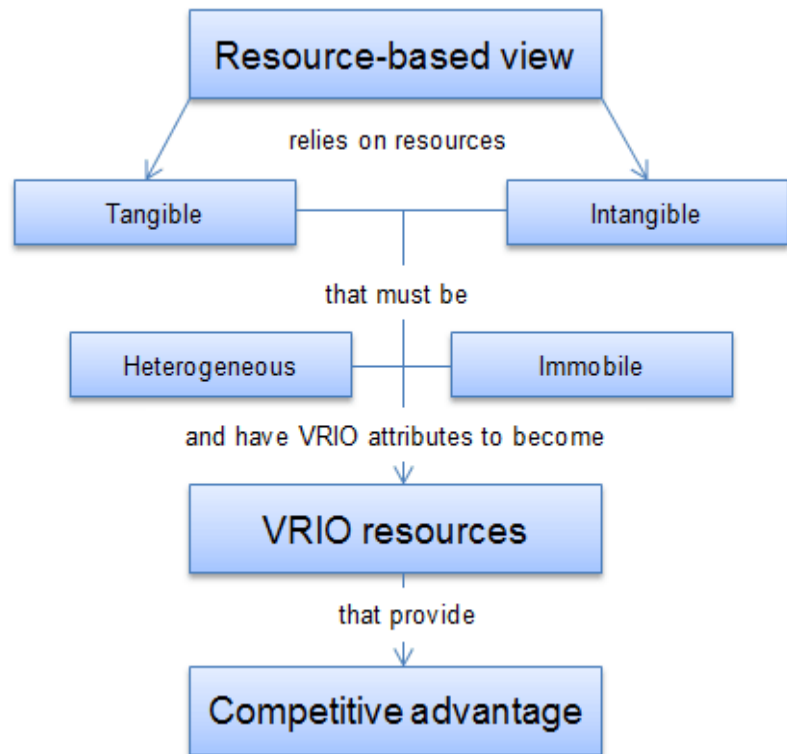 Resource-based view
relies on resources
Tangible
Intangible
that must be
Heterogeneous
Immobile
and have VRIO attributes to become
VRIO resources
that provide
Competitive advantage